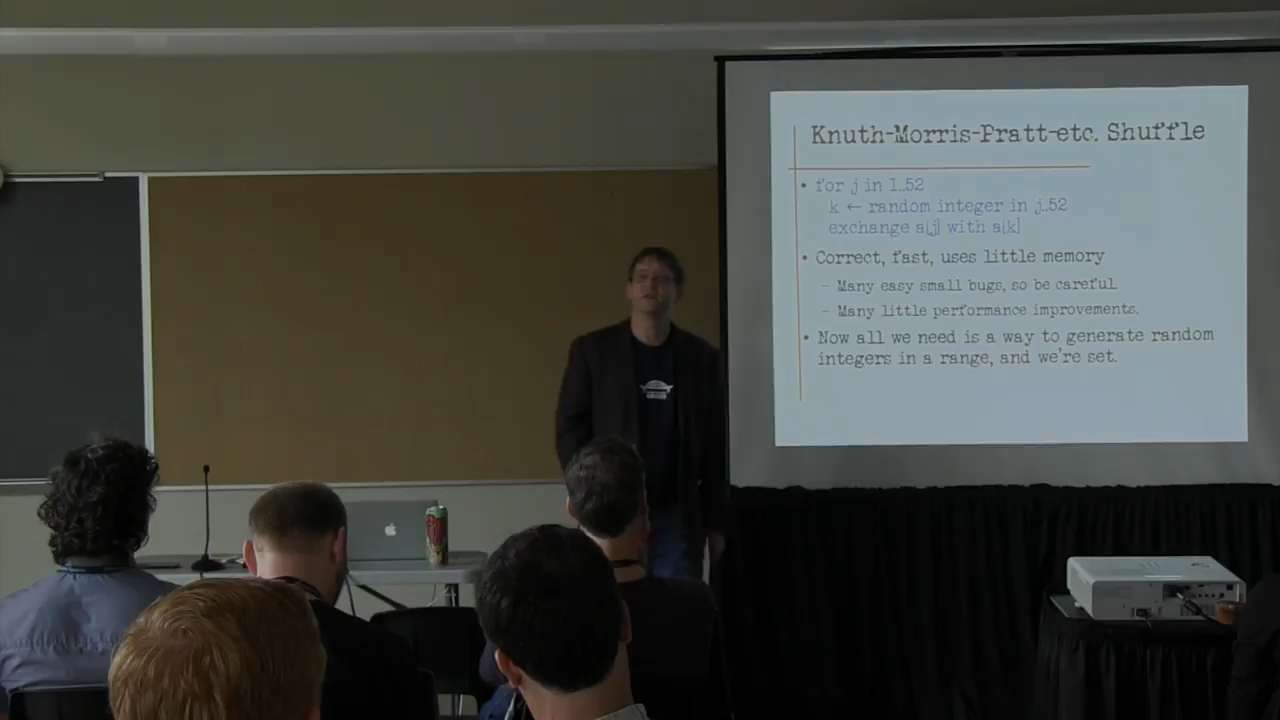 Knuth-Morris-Pratt-etc. Shuffle
• for j in 1..52
k ← random integer in j..52
exchange a[j] with a[k]
• Correct, fast, uses little memory
– Many easy small bugs, so be careful.
– Many little performance improvements.
• Now all we need is a way to generate random
integers in a range, and we're set.